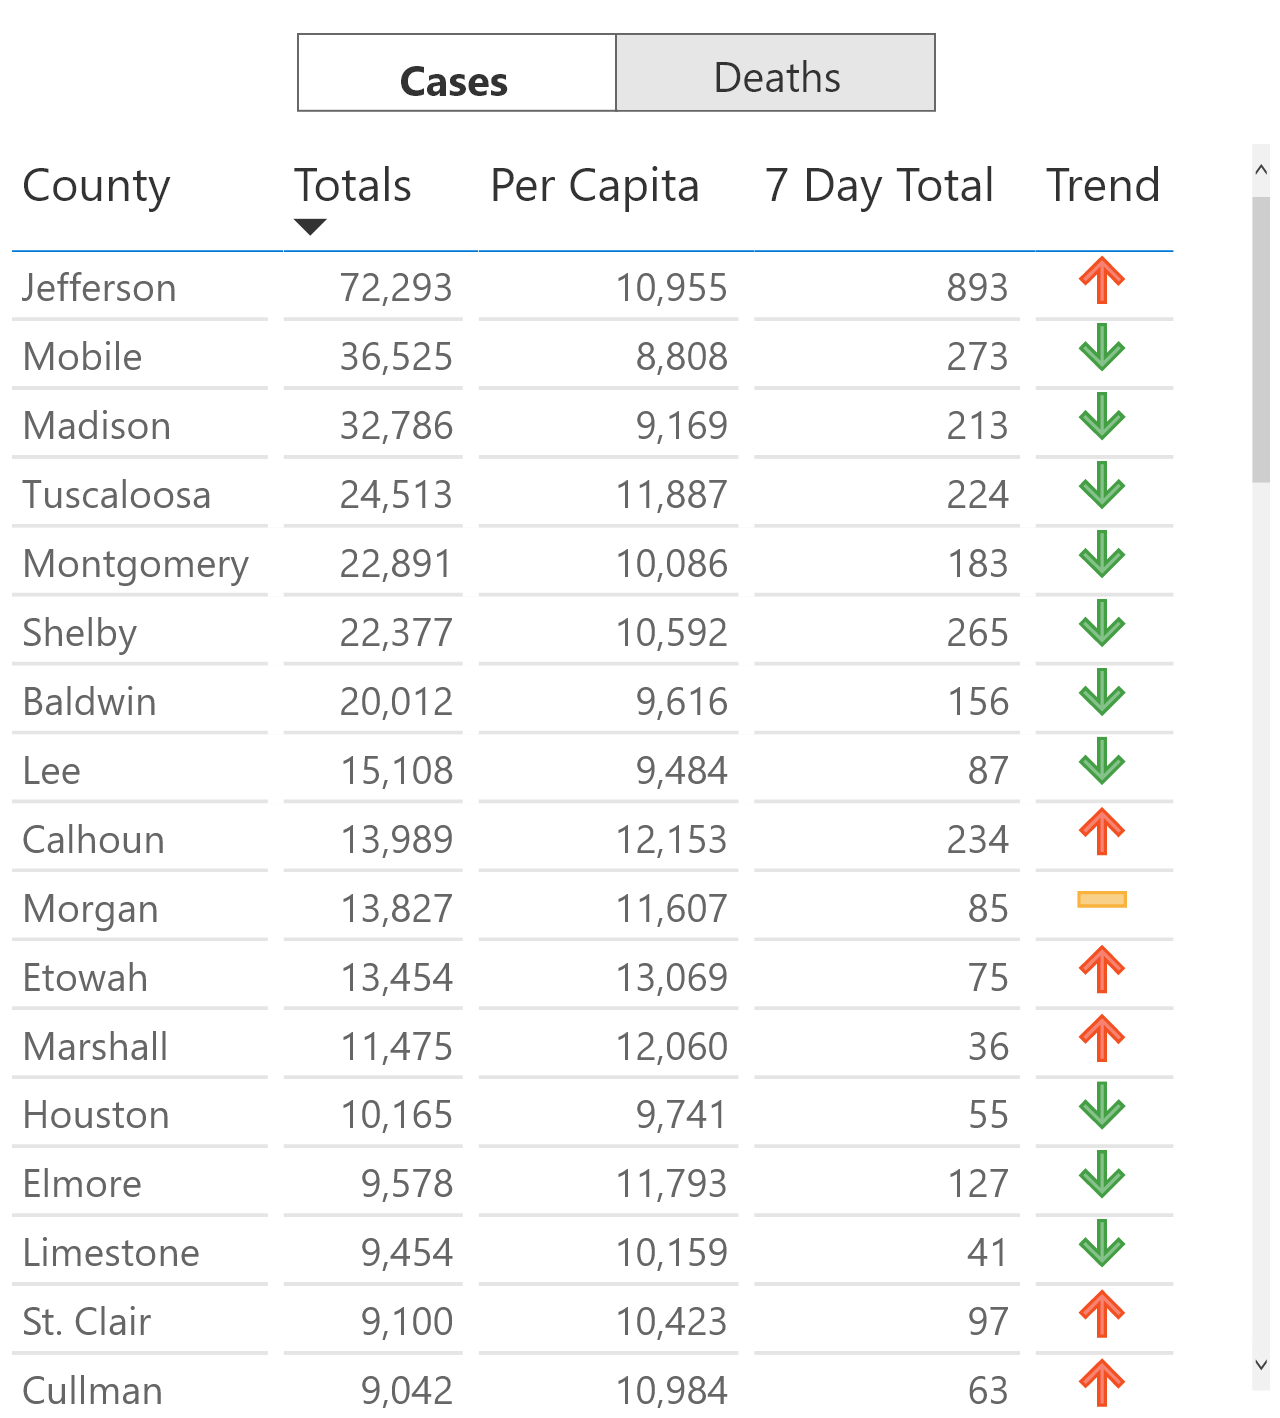 Cases Deaths
County Totals Per Capita 7 Day Total Trend
Jefferson 72,293 10,955 893
Mobile 36,525 8,808 273
Madison 32,786 9,169 213
Tuscaloosa 24,513 11,887 224
Montgomery 22,891 10,086 183
Shelby 22,377 10,592 265
Baldwin 20,012 9,616 156
Lee 15,108 9,484 87
Calhoun 13,989 12,153 234
Morgan 13,827 11,607 85
Etowah 13,454 13,069 75
Marshall 11,475 12,060 36
Houston 10,165 9,741 55
Elmore 9,578 11,793 127
Limestone 9,454 10,159 41
St. Clair 9,100 10,423 97
Cullman 9,042 10,984 63